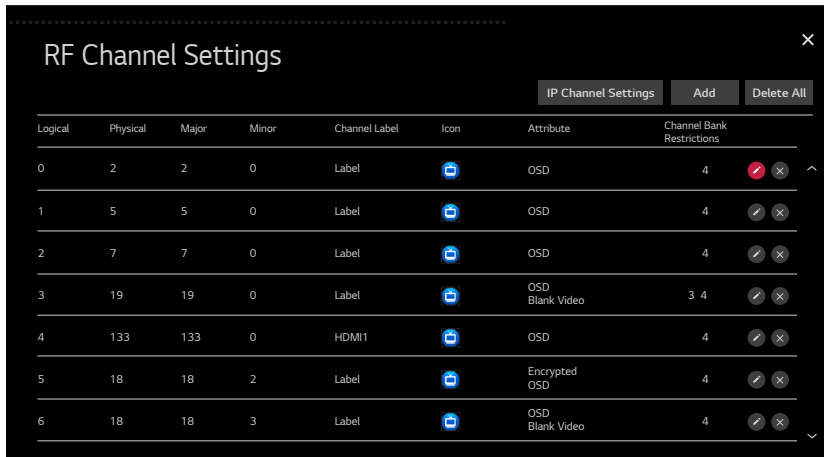 RF Channel Settings
IP Channel Settings Add Delete All
Logical Physical Major Minor Channel Label Icon Attribute Channel Bank
Restrictions
0 2 2 0 Label OSD 4
1 5 5 0 Label OSD 4
2 7 7 0 Label OSD 4
3 19 19 0 Label OSD
Blank Video 3 4
4 133 133 0 HDMI1 OSD 4
5 18 18 2 Label Encrypted
OSD 4
6 18 18 3 Label OSD
Blank Video 4